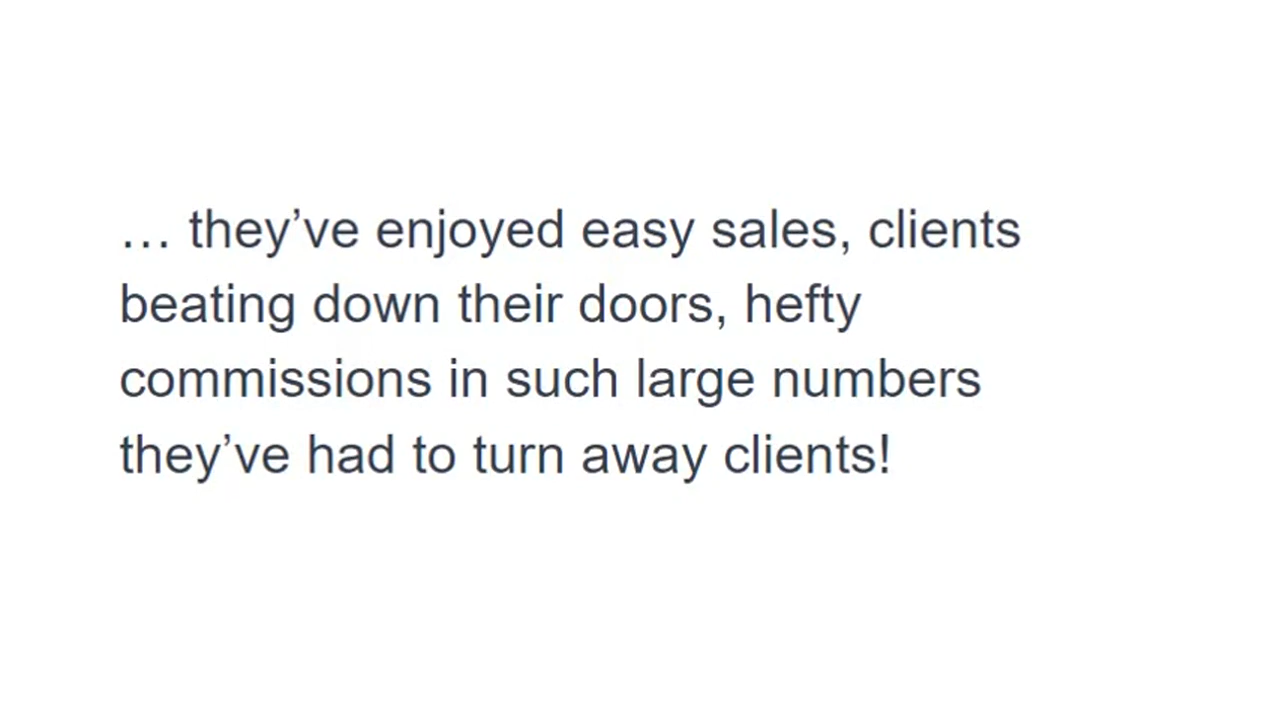 … they’ve enjoyed easy sales, clients
beating down their doors, hefty
commissions in such large numbers
they’ve had to turn away clients!